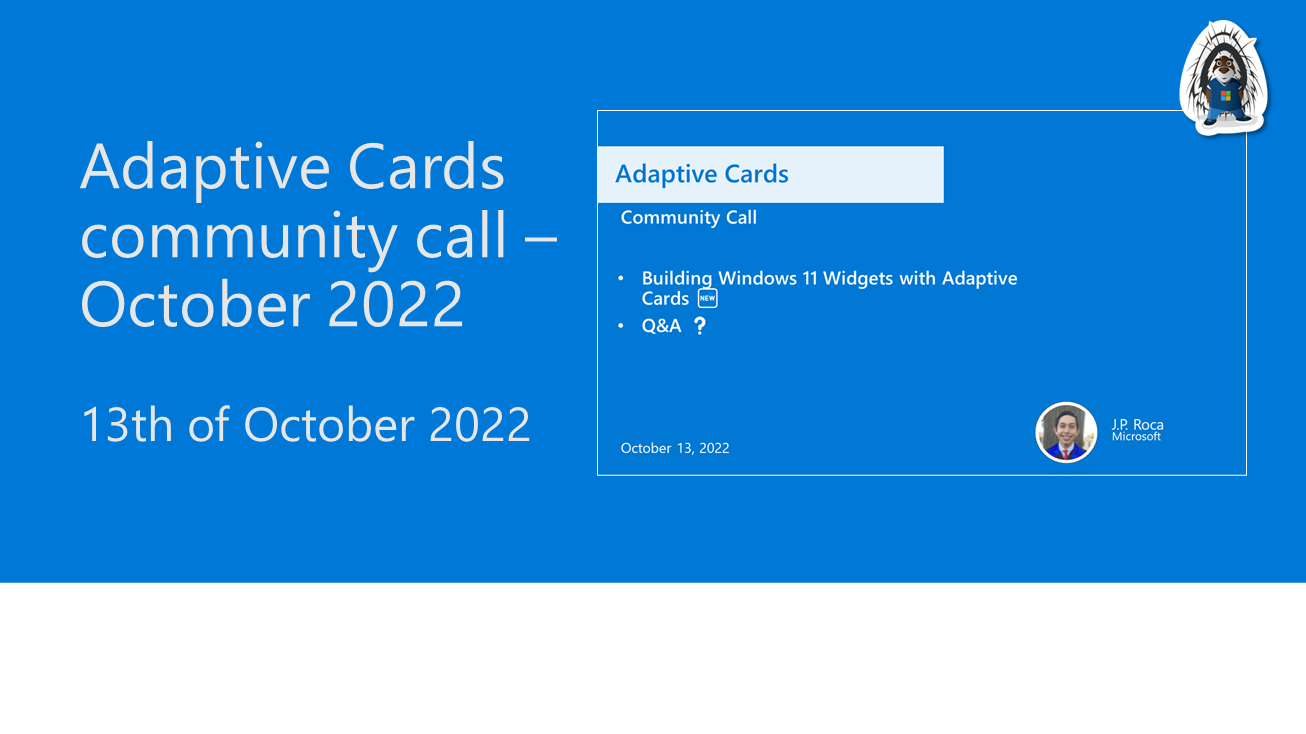 Adaptive Cards
community call –
October 2022
13th of October 2022
Adaptive Cards
Community Call
• Building Windows 11 Widgets with Adaptive
Cards NEW
• Q&A ?
October 13, 2022
J.P. Roca
Microsoft